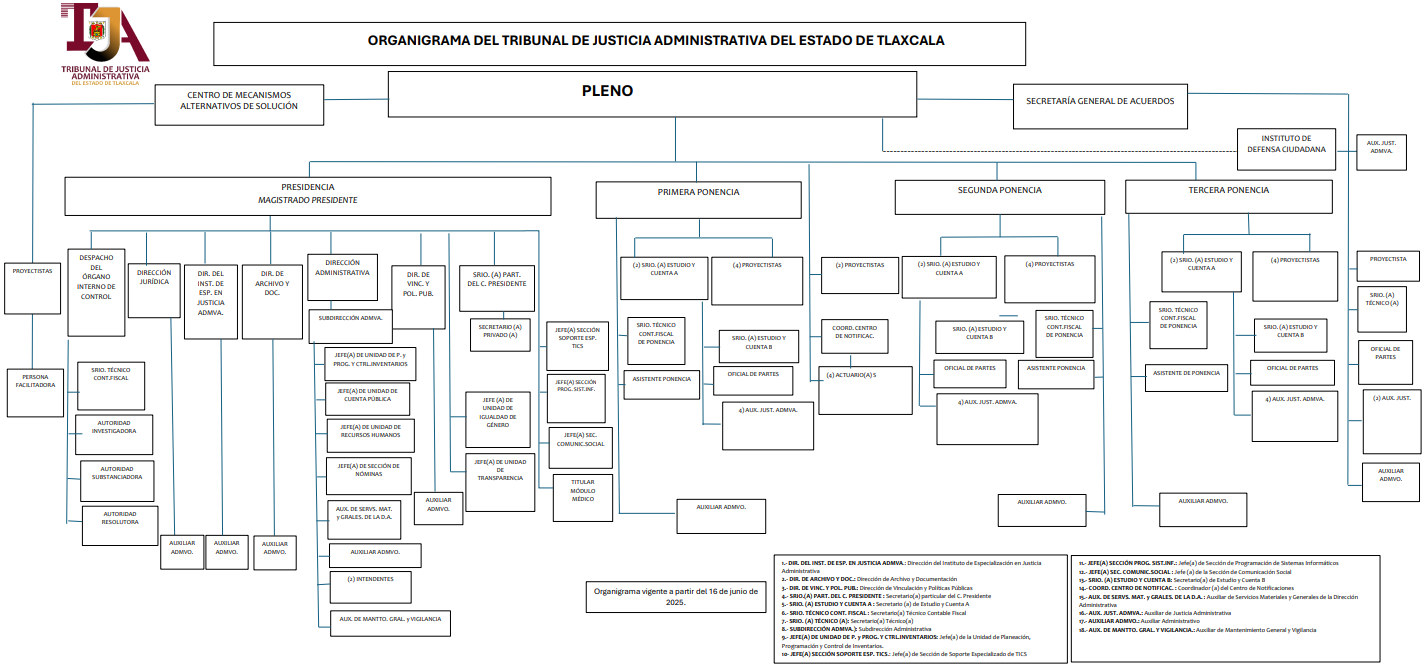 IJA
TRIBUNAL DE JUSTICIA
ADMINISTRATIVA
DEL ESTADO DE TLAXCALA
ORGANIGRAMA DEL TRIBUNAL DE JUSTICIA ADMINISTRATIVA DEL ESTADO DE TLAXCALA
PLENO
CENTRO DE MECANISMOS
ALTERNATIVOS DE SOLUCIÓN
SECRETARÍA GENERAL DE ACUERDOS
INSTITUTO DE
DEFENSA CIUDADANA
AUX. JUST.
ADMVA.
PRESIDENCIA
MAGISTRADO PRESIDENTE
PRIMERA PONENCIA
SEGUNDA PONENCIA
TERCERA PONENCIA
PROYECTISTAS
PERSONA
FACILITADORA
DESPACHO
DEL
ÓRGANO
INTERNO DE
CONTROL
SRIO. TÉCNICO
CONT.FISCAL
AUTORIDAD
INVESTIGADORA
AUTORIDAD
SUBSTANCIADORA
AUTORIDAD
RESOLUTORA
DIRECCIÓN
JURÍDICA
AUXILIAR
ADMVO.
DIR. DEL
INST. DE
ESP. EN
JUSTICIA
ADMVA.
AUXILIAR
ADMVO.
DIR. DE
ARCHIVO Y
DOC.
AUXILIAR
ADMVO.
DIRECCIÓN
ADMINISTRATIVA
SUBDIRECCIÓN ADMVA.
JEFE(A) DE UNIDAD DE P. y
PROG. Y CTRL.INVENTARIOS
JEFE(A) DE UNIDAD DE
CUENTA PÚBLICA
JEFE(A) DE UNIDAD DE
RECURSOS HUMANOS
JEFE(A) DE SECCIÓN DE
NÓMINAS
AUX. DE SERVS. MAT.
y GRALES. DE LA D.A.
AUXILIAR ADMVO.
(2) INTENDENTES
AUX. DE MANTTO. GRAL. y VIGILANCIA
DIR. DE
VINC. Y
POL. PUB.
AUXILIAR
ADMVO.
SRIO. (A) PART.
DEL C. PRESIDENTE
SECRETARIO (A)
PRIVADO (A)
JEFE (A) DE
UNIDAD DE
IGUALDAD DE
GÉNERO
JEFE(A) DE UNIDAD
DE
TRANSPARENCIA
JEFE(A) SECCIÓN
SOPORTE ESP.
TICS
JEFE(A) SECCIÓN
PROG. SIST.INF.
JEFE(A) SEC.
COMUNIC.SOCIAL
TITULAR
MÓDULO
MÉDICO
(2) SRIO. (A) ESTUDIO Y
CUENTA A
(4) PROYECTISTAS
SRIO. TÉCNICO
CONT.FISCAL
DE PONENCIA
SRIO. (A) ESTUDIO Y
CUENTA B
ASISTENTE PONENCIA
OFICIAL DE PARTES
4) AUX. JUST. ADMVA.
AUXILIAR ADMVO.
(2) PROYECTISTAS
COORD. CENTRO
DE NOTIFICAC.
(4) ACTUARIO(A) S
(2) SRIO. (A) ESTUDIO Y
CUENTA A
(4) PROYECTISTAS
SRIO. (A) ESTUDIO Y
CUENTA B
SRIO. TÉCNICO
CONT.FISCAL
DE PONENCIA
OFICIAL DE PARTES
ASISTENTE PONENCIA
4) AUX. JUST. ADMVA.
AUXILIAR ADMVO.
(2) SRIO. (A) ESTUDIO Y
CUENTA A
(4) PROYECTISTAS
SRIO. TÉCNICO
CONT.FISCAL
DE PONENCIA
SRIO. (A) ESTUDIO Y
CUENTA B
ASISTENTE DE PONENCIA
OFICIAL DE PARTES
4) AUX. JUST. ADMVA.
AUXILIAR ADMVO.
PROYECTISTA
SRIO. (A)
TÉCNICO (A)
OFICIAL DE
PARTES
(2) AUX. JUST.
AUXILIAR
ADMVO.
Organigrama vigente a partir del 16 de junio de
2025.
1.- DIR. DEL INST. DE ESP. EN JUSTICIA ADMVA.: Dirección del Instituto de Especialización en Justicia
Administrativa
2.- DIR. DE ARCHIVO Y DOC.: Dirección de Archivo y Documentación
3.- DIR. DE VINC. Y POL. PUB.: Dirección de Vinculación y Políticas Públicas
4.- SRIO.(A) PART. DEL C. PRESIDENTE : Secretario(a) particular del C. Presidente
5.- SRIO. (A) ESTUDIO Y CUENTA A : Secretario (a) de Estudio y Cuenta A
6.- SRIO. TÉCNICO CONT. FISCAL : Secretario(a) Técnico Contable Fiscal
7.- SRIO. (A) TÉCNICO (A): Secretario(a) Técnico(a)
8.- SUBDIRECCIÓN ADMVA.): Subdirección Administrativa
9.- JEFE(A) DE UNIDAD DE P. y PROG. Y CTRL.INVENTARIOS: Jefe(a) de la Unidad de Planeación,
Programación y Control de Inventarios.
10- JEFE(A) SECCIÓN SOPORTE ESP. TICS.: Jefe(a) de Sección de Soporte Especializado de TICS
11.- JEFE(A) SECCIÓN PROG. SIST.INF.: Jefe(a) de Sección de Programación de Sistemas Informáticos
12.- JEFE(A) SEC. COMUNIC.SOCIAL : Jefe (a) de la Sección de Comunicación Social
13.- SRIO. (A) ESTUDIO Y CUENTA B: Secretario(a) de Estudio y Cuenta B
14.- COORD. CENTRO DE NOTIFICAC. : Coordinador (a) del Centro de Notificaciones
15.- AUX. DE SERVS. MAT. y GRALES. DE LA D.A. : Auxiliar de Servicios Materiales y Generales de la Dirección
Administrativa
16.- AUX. JUST. ADMVA.: Auxiliar de Justicia Administrativa
17.- AUXILIAR ADMVO.: Auxiliar Administrativo
18.- AUX. DE MANTTO. GRAL. Y VIGILANCIA.: Auxiliar de Mantenimiento General y Vigilancia